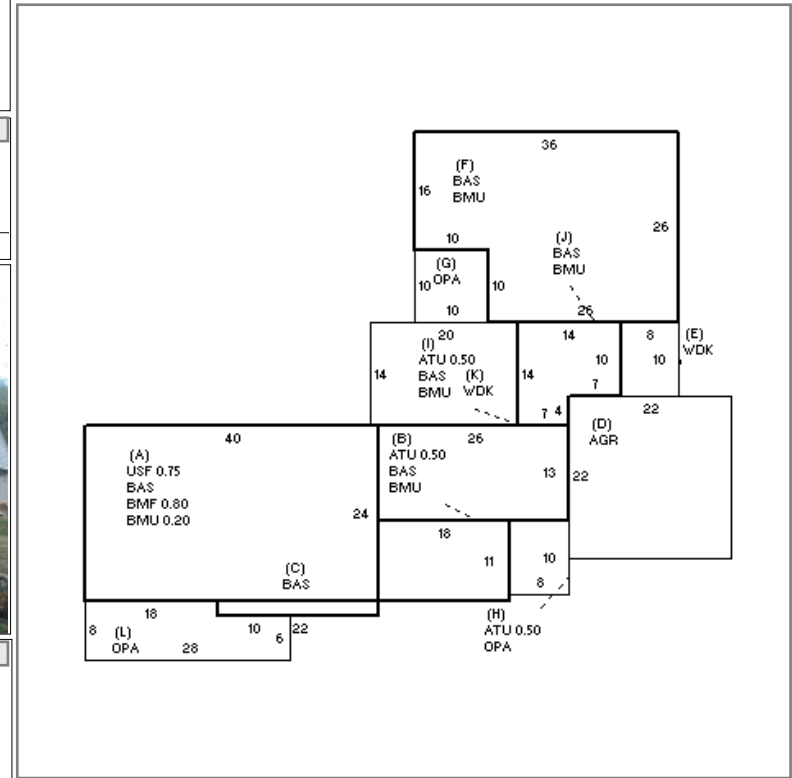 36
(F)
BAS
BMU
16
26
10
(J)
BAS
BMU
(G)
OPA
10
10
10
26
20
14
8
(E)
WDK
(I)
ATU 0.50
BAS
BMU
(K)
WDK
14
14
10
10
7
7
4
22
(D)
AGR
40
(B)
ATU 0.50
BAS
BMU
26
(A)
USF 0.75
BAS
BMF 0.80
BMU 0.20
13
22
24
18
11
10
8
(C)
BAS
18
8
(L)
OPA
10
6
22
28
(H)
ATU 0.50
OPA